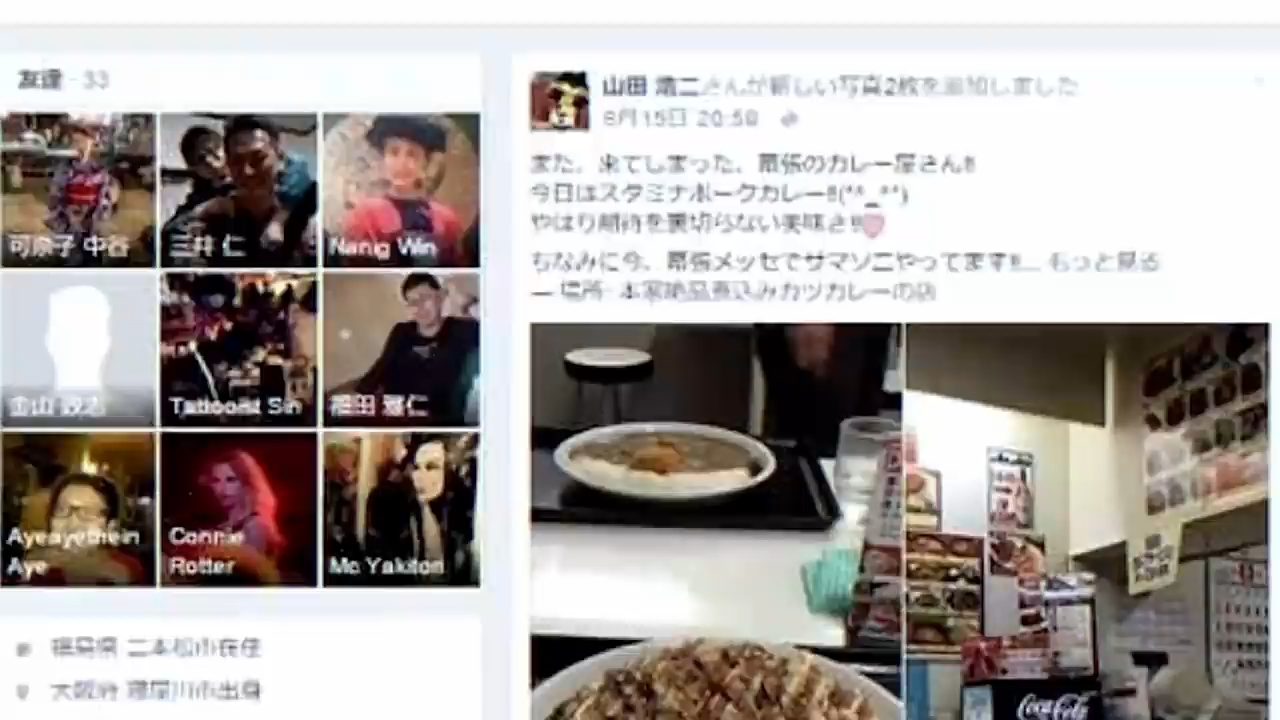 友達 · 33
可奈子 中谷
三井 仁
Nanig Win
金山
Tattooist Sin
福田 雅仁
Ayeayethein
Aye
Connie
Rotter
Mc Yakiton
福島県 二本松市在住
大阪府 寝屋川市出身
山田 浩二さんが新しい写真2枚を追加しました
8月15日 20:58
また、来てしまった、幕張のカレー屋さん!!
今日はスタミナポークカレー!!(^^_^^)
やはり期待を裏切らない美味さ!!
ちなみに今、幕張メッセでサマソニやってます!!... もっと見る
— 場所: 本家絶品煮込みカツカレーの店
Coca-Cola